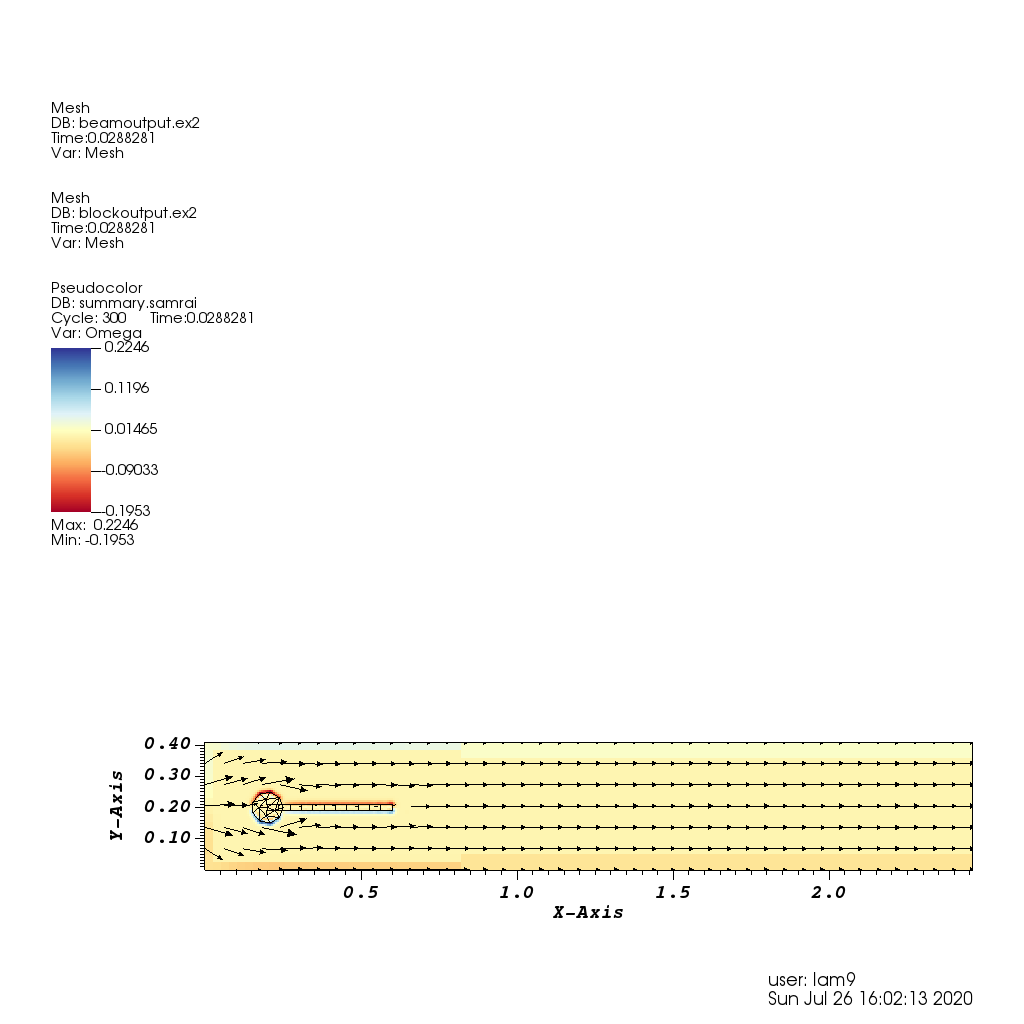 Mesh
DB: beamoutput.ex2
Time:0.0288281
Var: Mesh
Mesh
DB: blockoutput.ex2
Time:0.0288281
Var: Mesh
Pseudocolor
DB: summary.samrai
Cycle: 300 Time:0.0288281
Var: Omega
0.2246
0.1196
0.01465
-0.09033
-0.1953
Max: 0.2246
Min: -0.1953
0.40
0.30
0.20
0.10
Y-Axis
0.5 1.0 1.5 2.0
X-Axis
user: lam9
Sun Jul 26 16:02:13 2020